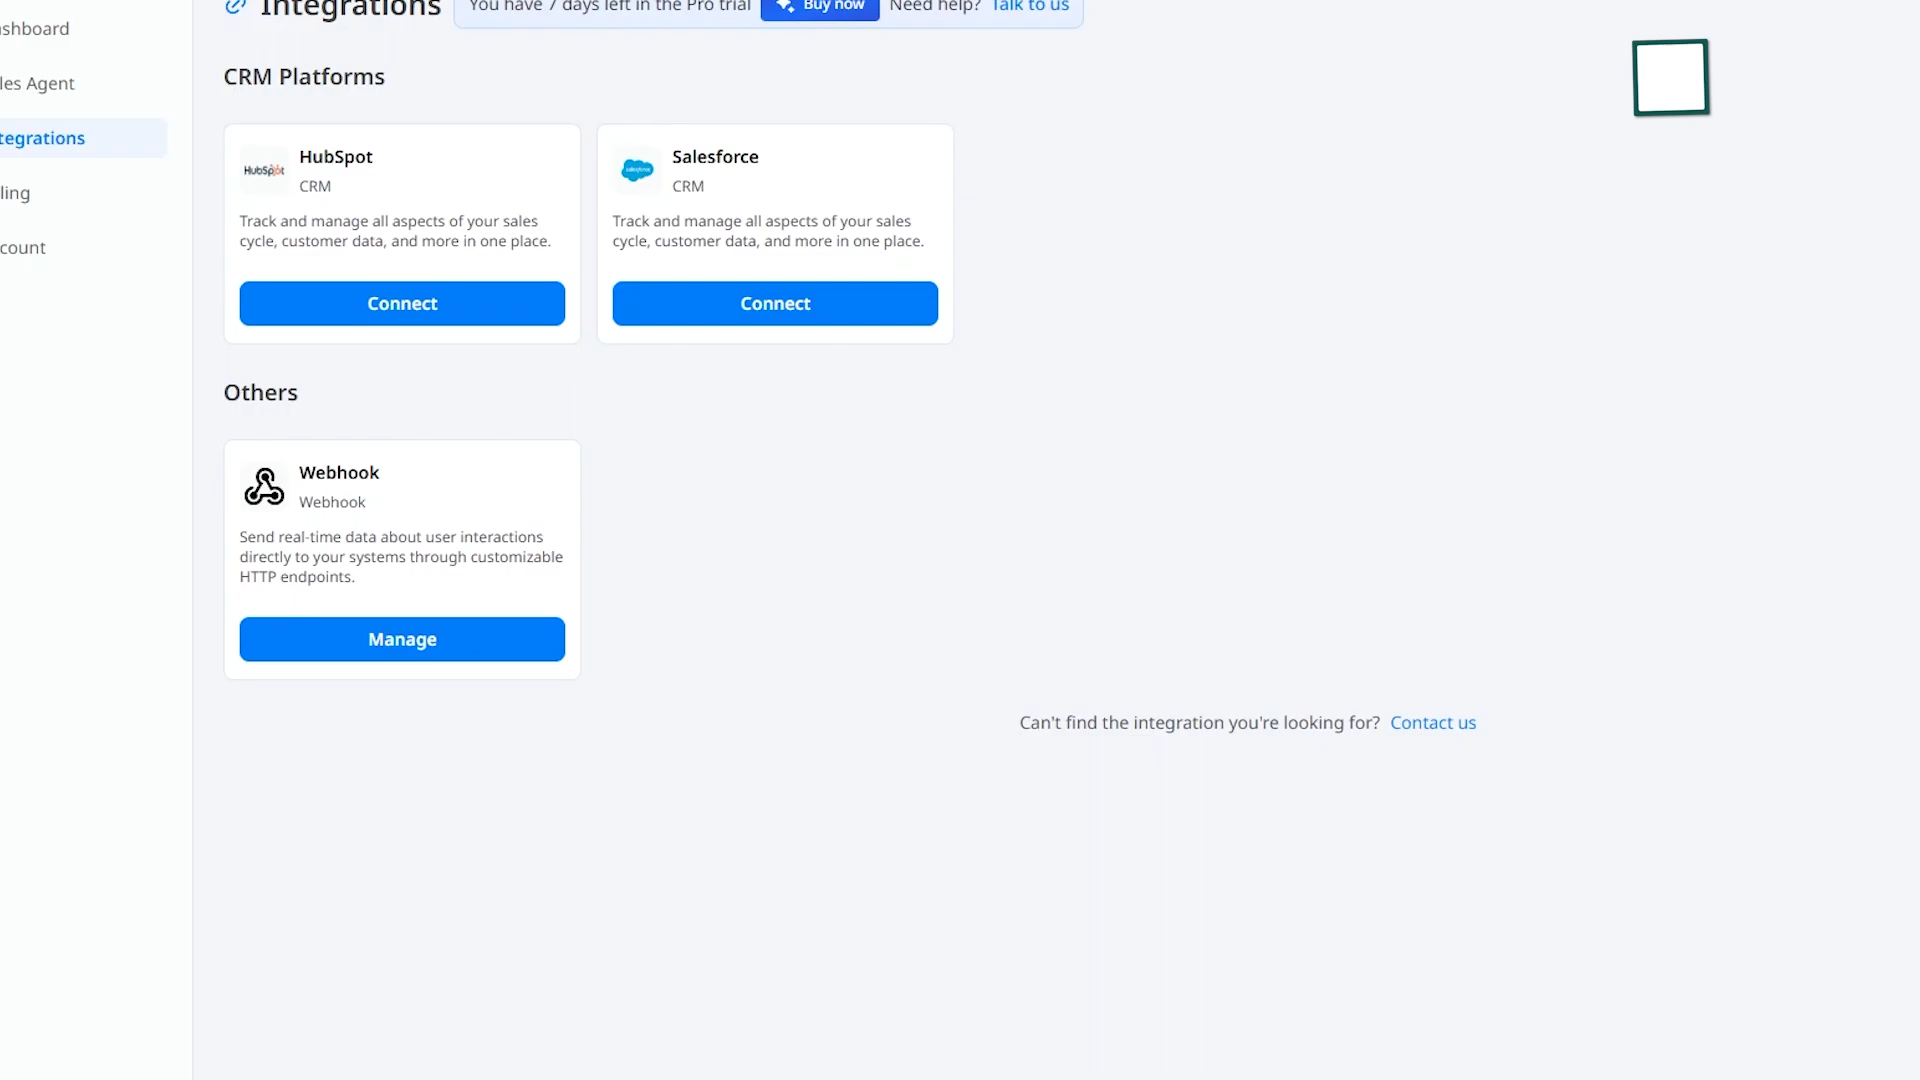 Integrations
You have 7 days left in the Pro trial
Buy now
Need help? Talk to us
shboard
les Agent
tegrations
ling
count
CRM Platforms
HubSpot
HubSpot
CRM
Track and manage all aspects of your sales
cycle, customer data, and more in one place.
Connect
salesforce
Salesforce
CRM
Track and manage all aspects of your sales
cycle, customer data, and more in one place.
Connect
Others
Webhook
Webhook
Send real-time data about user interactions
directly to your systems through customizable
HTTP endpoints.
Manage
Can't find the integration you're looking for? Contact us